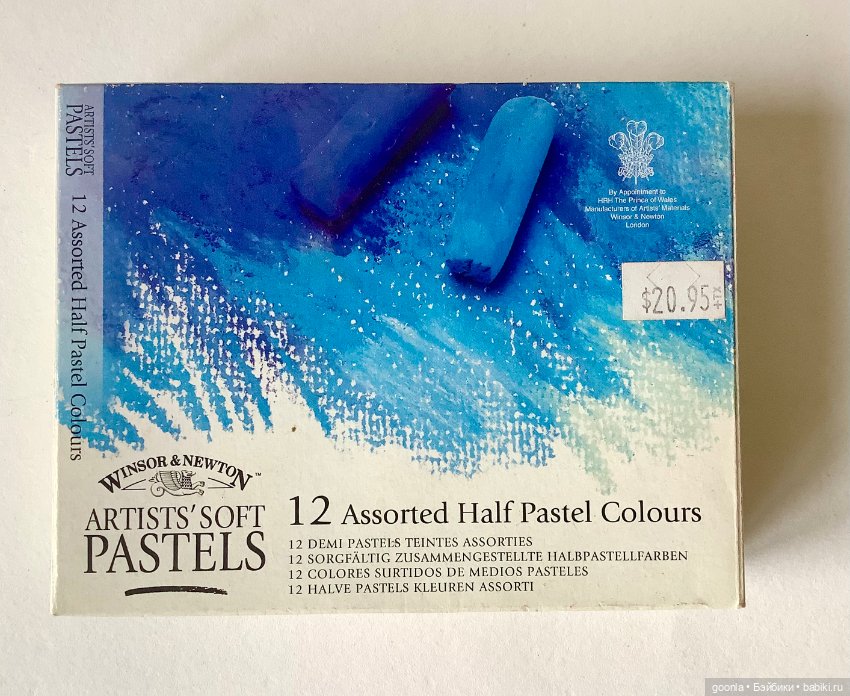 ARTISTS' SOFT
PASTELS
12 Assorted Half Pastel Colours
By Appointment to
HRH The Prince of Wales
Manufacturers of Artists' Materials
Winsor & Newton
London
$20.95
+TX
WINSOR & NEWTON™
ARTISTS' SOFT
PASTELS
12 Assorted Half Pastel Colours
12 DEMI PASTELS TEINTES ASSORTIES
12 SORGFÄLTIG ZUSAMMENGESTELLTE HALBPASTELLFARBEN
12 COLORES SURTIDOS DE MEDIOS PASTELES
12 HALVE PASTELS KLEUREN ASSORTI
goonla • Бэйбики • babiki.ru